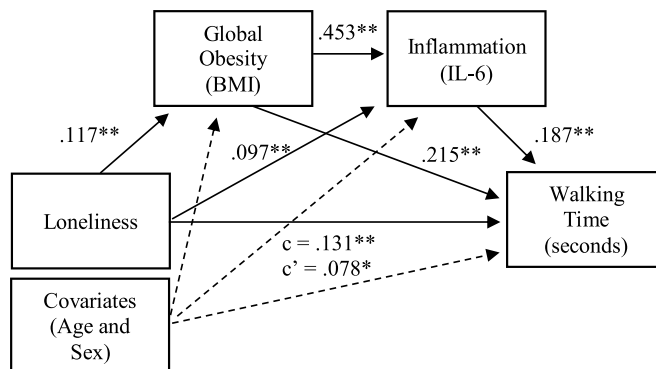 Global
Obesity
(BMI)
.453**
Inflammation
(IL-6)
.117**
.097**
.215**
.187**
Loneliness
Walking
Time
(seconds)
c = .131**
c’ = .078*
Covariates
(Age and
Sex)